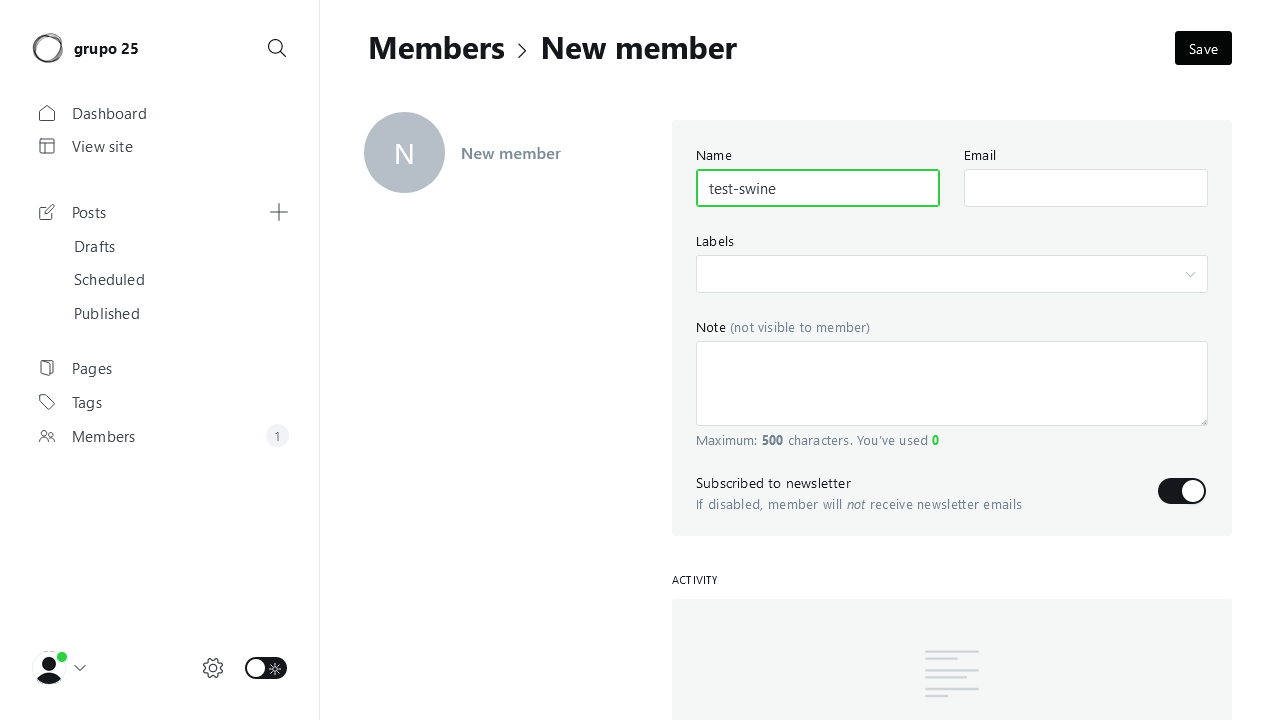 grupo 25
Dashboard
View site
Posts
Drafts
Scheduled
Published
Pages
Tags
Members
1
Members > New member
Save
N
New member
Name
Email
test-swine
Labels
Note (not visible to member)
Maximum: 500 characters. You've used 0
Subscribed to newsletter
If disabled, member will not receive newsletter emails
ACTIVITY